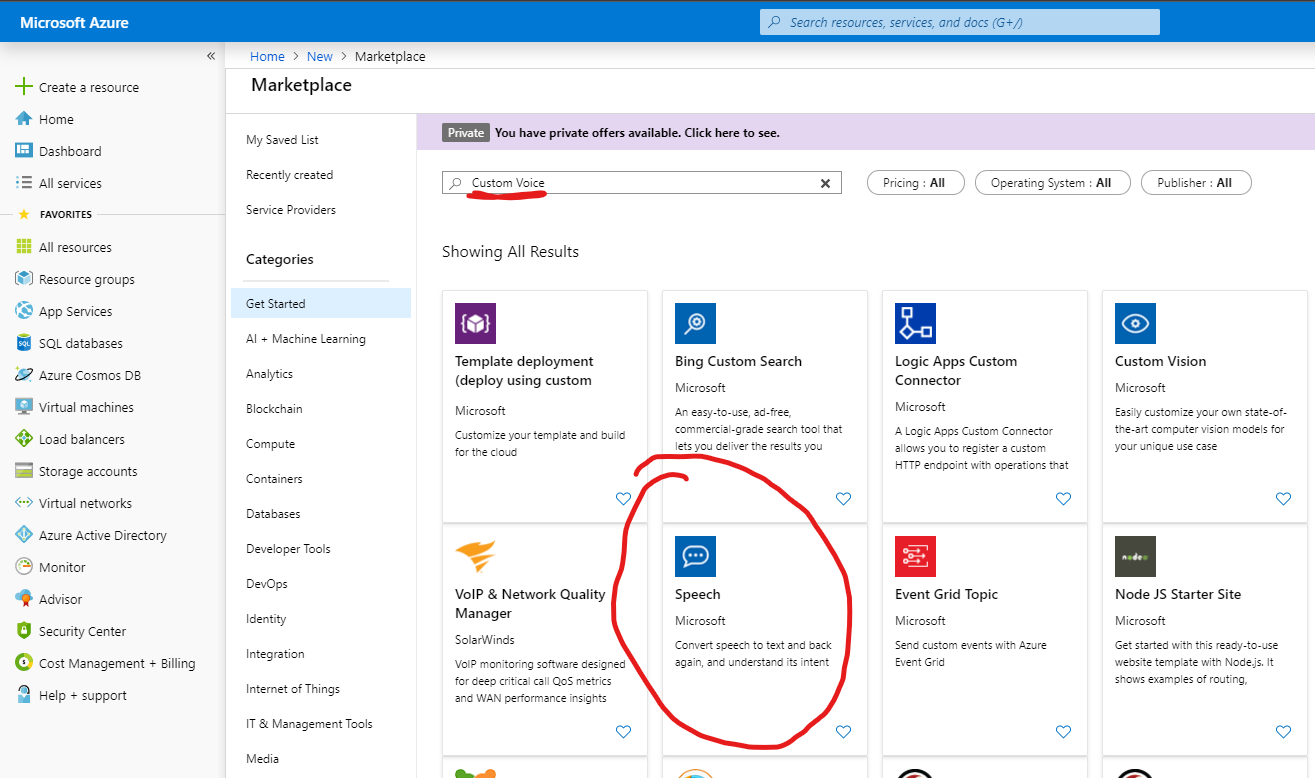 Microsoft Azure
Search resources, services, and docs (G+/)
«
Create a resource
Home
Dashboard
All services
FAVORITES
All resources
Resource groups
App Services
SQL databases
Azure Cosmos DB
Virtual machines
Load balancers
Storage accounts
Virtual networks
Azure Active Directory
Monitor
Advisor
Security Center
Cost Management + Billing
Help + support
Home > New > Marketplace
Marketplace
My Saved List
Recently created
Service Providers
Categories
Get Started
AI + Machine Learning
Analytics
Blockchain
Compute
Containers
Databases
Developer Tools
DevOps
Identity
Integration
Internet of Things
IT & Management Tools
Media
Private You have private offers available. Click here to see.
Custom Voice
Pricing : All
Operating System : All
Publisher : All
Showing All Results
Template deployment
(deploy using custom
Microsoft
Customize your template and build
for the cloud
Bing Custom Search
Microsoft
An easy-to-use, ad-free,
commercial-grade search tool that
lets you deliver the results you
Logic Apps Custom
Connector
Microsoft
A Logic Apps Custom Connector
allows you to register a custom
HTTP endpoint with operations that
Custom Vision
Microsoft
Easily customize your own state-of-
the-art computer vision models for
your unique use case
VoIP & Network Quality
Manager
SolarWinds
VoIP monitoring software designed
for deep critical call QoS metrics
and WAN performance insights
Speech
Microsoft
Convert speech to text and back
again, and understand its intent
Event Grid Topic
Microsoft
Send custom events with Azure
Event Grid
node
Node JS Starter Site
Microsoft
Get started with this ready-to-use
website template with Node.js. It
shows examples of routing,